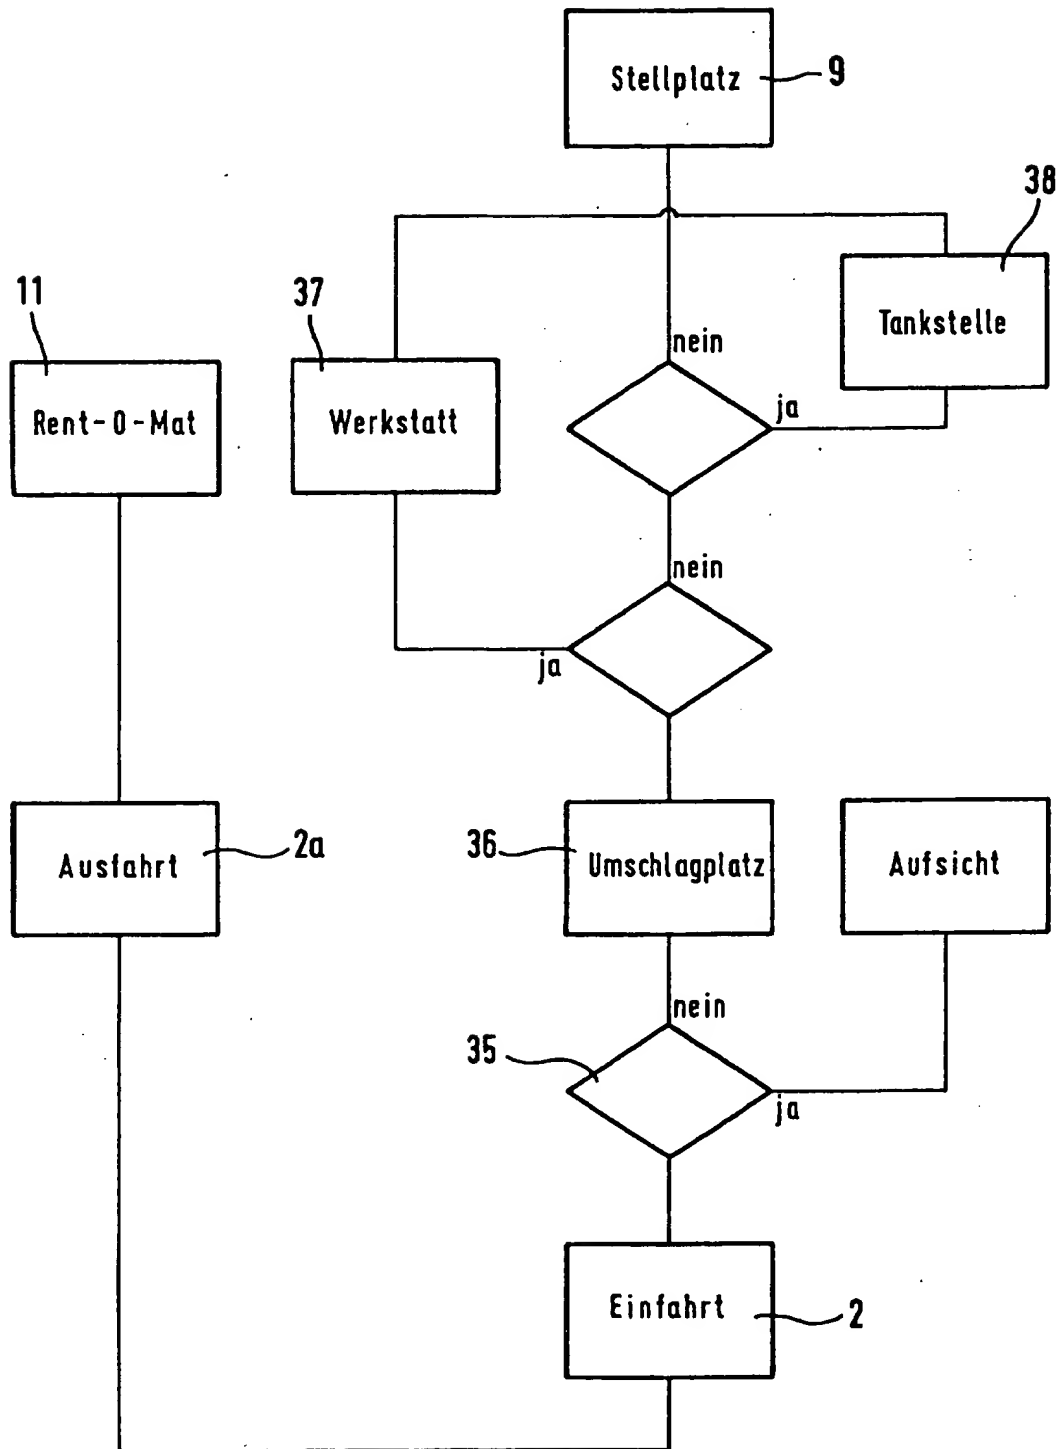 Stellplatz
9
38
11
37
Tankstelle
nein
ja
Rent-O-Mat
Werkstatt
nein
ja
Ausfahrt
2a
36
Umschlagplatz
Aufsicht
nein
35
ja
Einfahrt
2